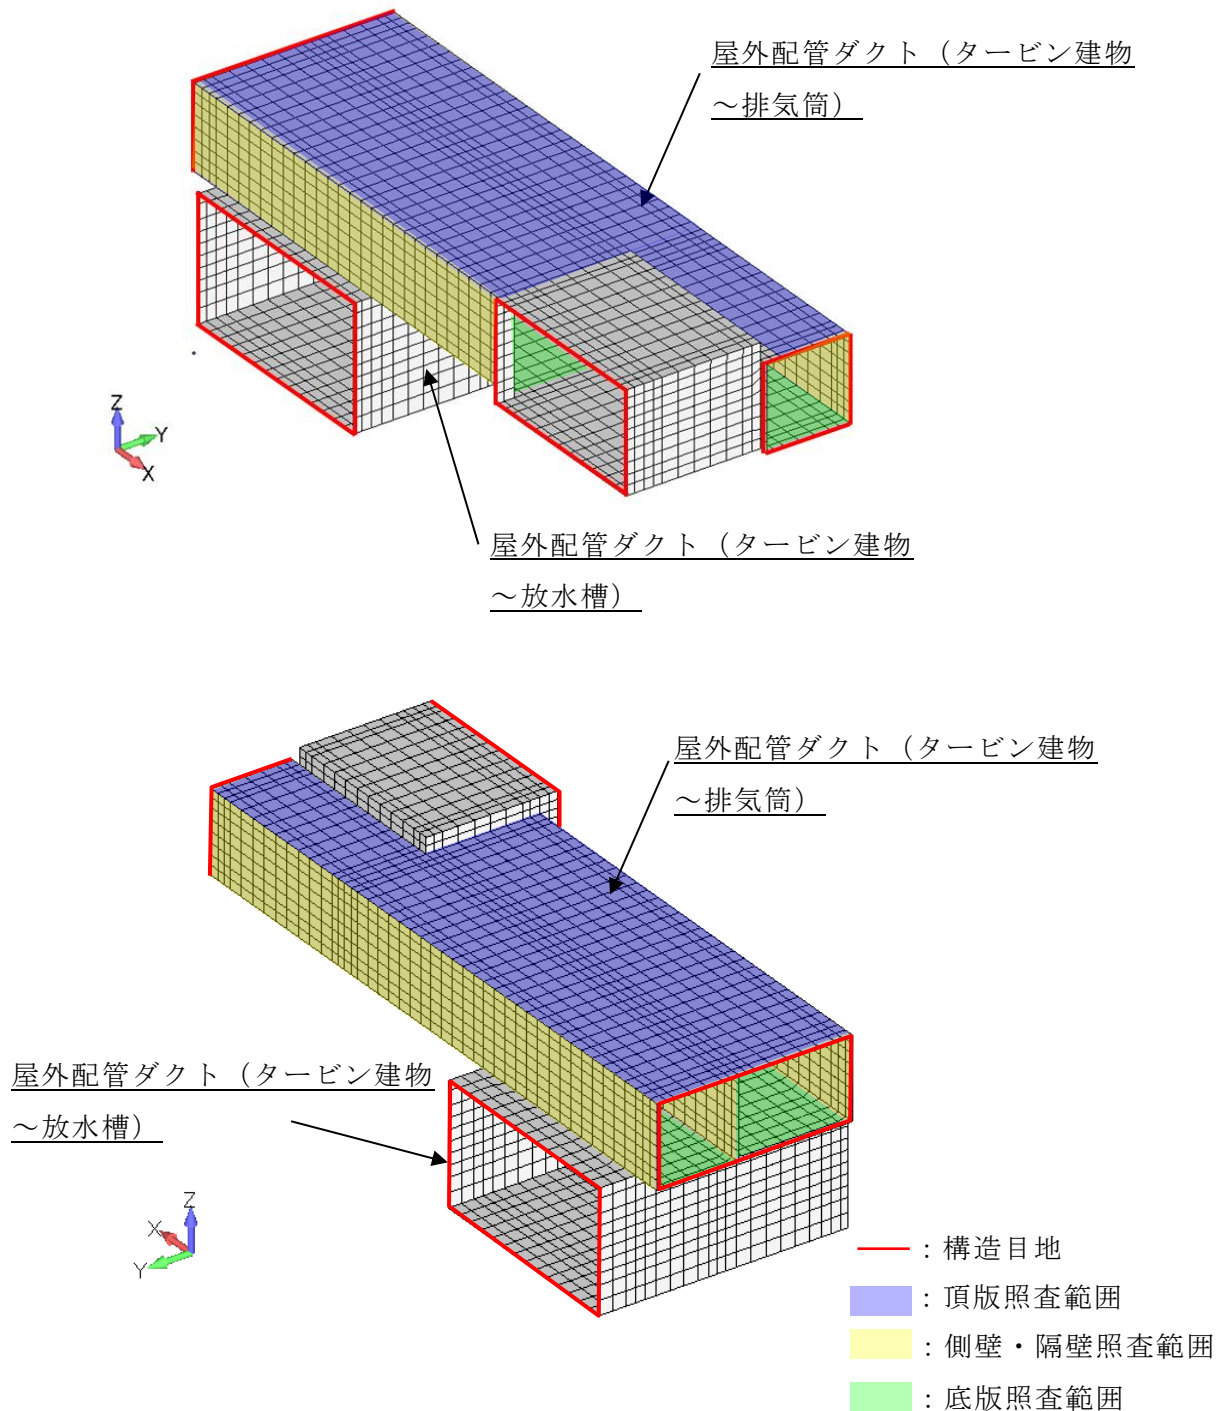 屋外配管ダクト（タービン建物
～排気筒）
Z
Y
X
屋外配管ダクト（タービン建物
～放水槽）
屋外配管ダクト（タービン建物
～排気筒）
屋外配管ダクト（タービン建物
～放水槽）
Z
X
Y
：構造目地
：頂版照査範囲
：側壁・隔壁照査範囲
：底版照査範囲